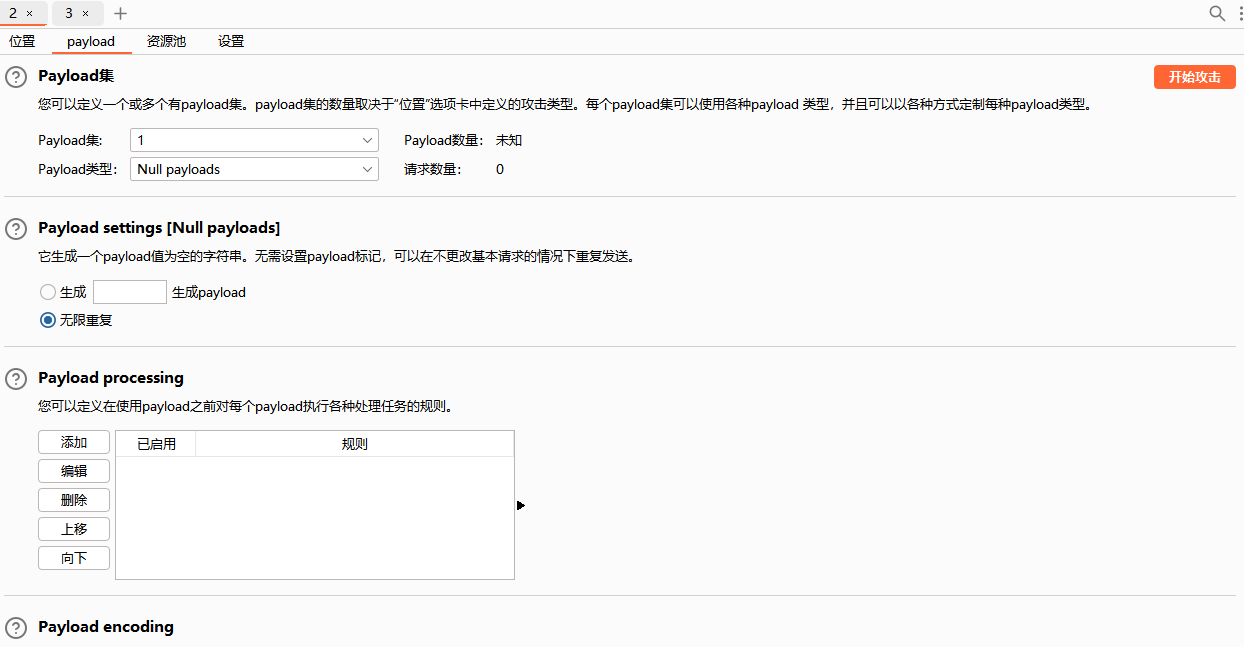 2 × 3 × +
位置 payload 资源池 设置
? Payload集 开始攻击
您可以定义一个或多个有payload集。payload集的数量取决于“位置”选项卡中定义的攻击类型。每个payload集可以使用各种payload 类型，并且可以以各种方式定制每种payload类型。
Payload集: 1 Payload数量： 未知
Payload类型： Null payloads 请求数量： 0
? Payload settings [Null payloads]
它生成一个payload值为空的字符串。无需设置payload标记，可以在不更改基本请求的情况下重复发送。
生成 生成payload
无限重复
? Payload processing
您可以定义在使用payload之前对每个payload执行各种处理任务的规则。
添加 已启用 规则
编辑
删除
上移
向下
? Payload encoding